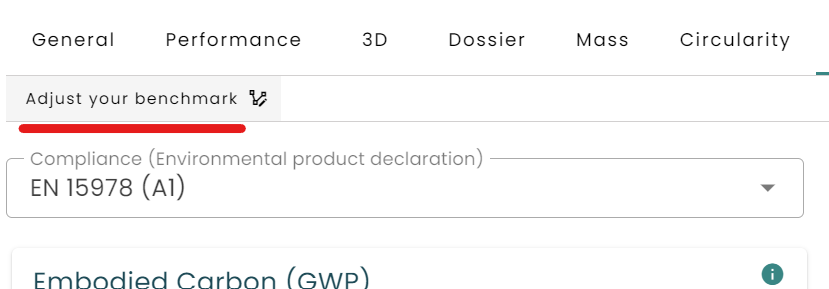 General Performance 3D Dossier Mass Circularity
Adjust your benchmark
Compliance (Environmental product declaration)
EN 15978 (A1)
Embodied Carbon (GWP)